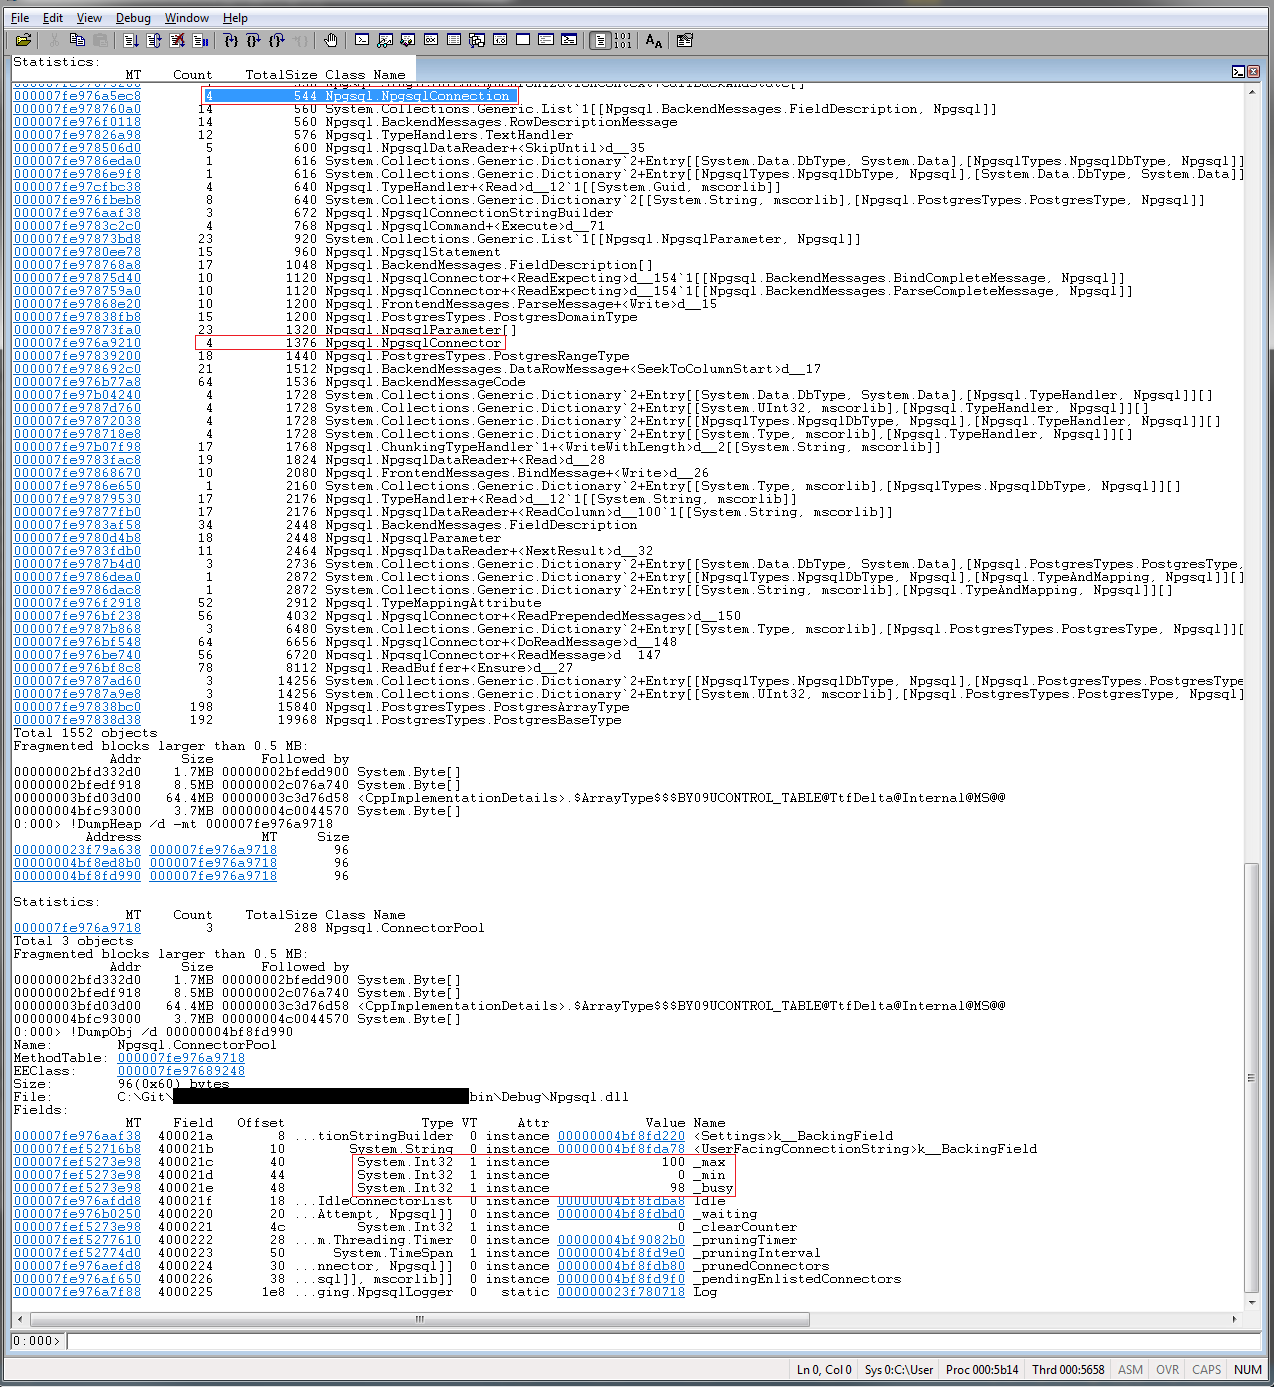 File Edit View Debug Window Help
Statistics:
MT Count TotalSize Class Name
000007fe976a5ec8 4 544 Npgsql.NpgsqlConnection
000007fe978760a0 14 560 System.Collections.Generic.List`1[[Npgsql.BackendMessages.FieldDescription, Npgsql]]
000007fe976f0118 14 560 Npgsql.BackendMessages.RowDescriptionMessage
000007fe97826a98 12 576 Npgsql.TypeHandlers.TextHandler
000007fe978506d0 5 600 Npgsql.NpgsqlDataReader+<SkipUntil>d__35
000007fe9786eda0 1 616 System.Collections.Generic.Dictionary`2+Entry[[System.Data.DbType, System.Data],[NpgsqlTypes.NpgsqlDbType, Npgsql]]
000007fe9786e9f8 1 616 System.Collections.Generic.Dictionary`2+Entry[[NpgsqlTypes.NpgsqlDbType, Npgsql],[System.Data.DbType, System.Data]]
000007fe97cfbc38 4 640 Npgsql.TypeHandler+<Read>d__12`1[[System.Guid, mscorlib]]
000007fe976fbeb8 8 640 System.Collections.Generic.Dictionary`2[[System.String, mscorlib],[Npgsql.PostgresTypes.PostgresType, Npgsql]]
000007fe976aaf38 3 672 Npgsql.NpgsqlConnectionStringBuilder
000007fe9783c2c0 4 768 Npgsql.NpgsqlCommand+<Execute>d__71
000007fe97873bd8 23 920 System.Collections.Generic.List`1[[Npgsql.NpgsqlParameter, Npgsql]]
000007fe9780ee78 15 960 Npgsql.NpgsqlStatement
000007fe978768a8 17 1048 Npgsql.BackendMessages.FieldDescription[]
000007fe97875d40 10 1120 Npgsql.NpgsqlConnector+<ReadExpecting>d__154`1[[Npgsql.BackendMessages.BindCompleteMessage, Npgsql]]
000007fe978759a0 10 1120 Npgsql.NpgsqlConnector+<ReadExpecting>d__154`1[[Npgsql.BackendMessages.ParseCompleteMessage, Npgsql]]
000007fe97868e20 10 1200 Npgsql.FrontendMessages.ParseMessage+<Write>d__15
000007fe97838fb8 15 1200 Npgsql.PostgresTypes.PostgresDomainType
000007fe97873fa0 23 1320 Npgsql.NpgsqlParameter[]
000007fe976a9210 4 1376 Npgsql.NpgsqlConnector
000007fe97839200 18 1440 Npgsql.PostgresTypes.PostgresRangeType
000007fe978692c0 21 1512 Npgsql.BackendMessages.DataRowMessage+<SeekToColumnStart>d__17
000007fe976b77a8 64 1536 Npgsql.BackendMessageCode
000007fe97b04240 4 1728 System.Collections.Generic.Dictionary`2+Entry[[System.Data.DbType, System.Data],[Npgsql.TypeHandler, Npgsql]][]
000007fe9787d760 4 1728 System.Collections.Generic.Dictionary`2+Entry[[System.UInt32, mscorlib],[Npgsql.TypeHandler, Npgsql]][]
000007fe97872038 4 1728 System.Collections.Generic.Dictionary`2+Entry[[NpgsqlTypes.NpgsqlDbType, Npgsql],[Npgsql.TypeHandler, Npgsql]][]
000007fe978718e8 4 1728 System.Collections.Generic.Dictionary`2+Entry[[System.Type, mscorlib],[Npgsql.TypeHandler, Npgsql]][]
000007fe97b07f98 17 1768 Npgsql.ChunkingTypeHandler`1+<WriteWithLength>d__2[[System.String, mscorlib]]
000007fe9783fac8 19 1824 Npgsql.NpgsqlDataReader+<Read>d__28
000007fe97868670 10 2080 Npgsql.FrontendMessages.BindMessage+<Write>d__26
000007fe9786e650 1 2160 System.Collections.Generic.Dictionary`2+Entry[[System.Type, mscorlib],[NpgsqlTypes.NpgsqlDbType, Npgsql]][]
000007fe97879530 17 2176 Npgsql.TypeHandler+<Read>d__12`1[[System.String, mscorlib]]
000007fe97877fb0 17 2176 Npgsql.NpgsqlDataReader+<ReadColumn>d__100`1[[System.String, mscorlib]]
000007fe9783af58 34 2448 Npgsql.BackendMessages.FieldDescription
000007fe9780d4b8 18 2448 Npgsql.NpgsqlParameter
000007fe9783fdb0 11 2464 Npgsql.NpgsqlDataReader+<NextResult>d__32
000007fe9787b4d0 3 2736 System.Collections.Generic.Dictionary`2+Entry[[System.Data.DbType, System.Data],[Npgsql.PostgresTypes.PostgresType,
000007fe9786dea0 1 2872 System.Collections.Generic.Dictionary`2+Entry[[NpgsqlTypes.NpgsqlDbType, Npgsql],[Npgsql.TypeAndMapping, Npgsql]][]
000007fe9786dac8 1 2872 System.Collections.Generic.Dictionary`2+Entry[[System.String, mscorlib],[Npgsql.TypeAndMapping, Npgsql]][]
000007fe976f2918 52 2912 Npgsql.TypeMappingAttribute
000007fe976bf238 56 4032 Npgsql.NpgsqlConnector+<ReadPrependedMessages>d__150
000007fe9787b868 3 6480 System.Collections.Generic.Dictionary`2+Entry[[System.Type, mscorlib],[Npgsql.PostgresTypes.PostgresType, Npgsql]][
000007fe976bf548 64 6656 Npgsql.NpgsqlConnector+<DoReadMessage>d__148
000007fe976be740 56 6720 Npgsql.NpgsqlConnector+<ReadMessage>d__147
000007fe976bf8c8 78 8112 Npgsql.ReadBuffer+<Ensure>d__27
000007fe9787ad60 3 14256 System.Collections.Generic.Dictionary`2+Entry[[NpgsqlTypes.NpgsqlDbType, Npgsql],[Npgsql.PostgresTypes.PostgresType
000007fe9787a9e8 3 14256 System.Collections.Generic.Dictionary`2+Entry[[System.UInt32, mscorlib],[Npgsql.PostgresTypes.PostgresType, Npgsql]
000007fe97838bc0 198 15840 Npgsql.PostgresTypes.PostgresArrayType
000007fe97838d38 192 19968 Npgsql.PostgresTypes.PostgresBaseType
Total 1552 objects
Fragmented blocks larger than 0.5 MB:
Addr Size Followed by
00000002bfd332d0 1.7MB 00000002bfedd900 System.Byte[]
00000002bfedf918 8.5MB 00000002c076a740 System.Byte[]
00000003bfd03d00 64.4MB 00000003c3d76d58 <CppImplementationDetails>.$ArrayType$$$BY09UCONTROL_TABLE@TtfDelta@Internal@MS@@
00000004bfc93000 3.7MB 00000004c0044570 System.Byte[]
0:000> !DumpHeap /d -mt 000007fe976a9718
Address MT Size
000000023f79a638 000007fe976a9718 96
00000004bf8ed8b0 000007fe976a9718 96
00000004bf8fd990 000007fe976a9718 96
Statistics:
MT Count TotalSize Class Name
000007fe976a9718 3 288 Npgsql.ConnectorPool
Total 3 objects
Fragmented blocks larger than 0.5 MB:
Addr Size Followed by
00000002bfd332d0 1.7MB 00000002bfedd900 System.Byte[]
00000002bfedf918 8.5MB 00000002c076a740 System.Byte[]
00000003bfd03d00 64.4MB 00000003c3d76d58 <CppImplementationDetails>.$ArrayType$$$BY09UCONTROL_TABLE@TtfDelta@Internal@MS@@
00000004bfc93000 3.7MB 00000004c0044570 System.Byte[]
0:000> !DumpObj /d 00000004bf8fd990
Name: Npgsql.ConnectorPool
MethodTable: 000007fe976a9718
EEClass: 000007fe97689248
Size: 96(0x60) bytes
File: C:\Git\ bin\Debug\Npgsql.dll
Fields:
MT Field Offset Type VT Attr Value Name
000007fe976aaf38 400021a 8 ...tionStringBuilder 0 instance 00000004bf8fd220 <Settings>k__BackingField
000007fef52716b8 400021b 10 System.String 0 instance 00000004bf8fda78 <UserFacingConnectionString>k__BackingField
000007fef5273e98 400021c 40 System.Int32 1 instance 100 _max
000007fef5273e98 400021d 44 System.Int32 1 instance 0 _min
000007fef5273e98 400021e 48 System.Int32 1 instance 98 _busy
000007fe976afdd8 400021f 18 ...IdleConnectorList 0 instance 00000004bf8fdba8 Idle
000007fe976b0250 4000220 20 ...Attempt, Npgsql]] 0 instance 00000004bf8fdbd0 _waiting
000007fef5273e98 4000221 4c System.Int32 1 instance 0 _clearCounter
000007fef5277610 4000222 28 ...m.Threading.Timer 0 instance 00000004bf9082b0 _pruningTimer
000007fef52774d0 4000223 50 System.TimeSpan 1 instance 00000004bf8fd9e0 _pruningInterval
000007fe976aefd8 4000224 30 ...nnector, Npgsql]] 0 instance 00000004bf8fdb80 _prunedConnectors
000007fe976af650 4000226 38 ...sql]], mscorlib]] 0 instance 00000004bf8fd9f0 _pendingEnlistedConnectors
000007fe976a7f88 4000225 1e8 ...ging.NpgsqlLogger 0 static 000000023f780718 Log
0:000>
Ln 0, Col 0 Sys 0:C:\User Proc 000:5b14 Thrd 000:5658 ASM OVR CAPS NUM